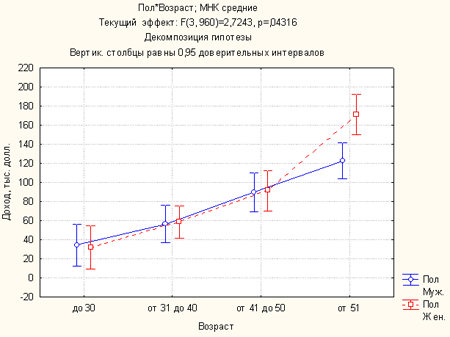 Пол*Возраст; МНК средние
Текущий эффект: F(3, 960)=2,7243, p=,04316
Декомпозиция гипотезы
Вертик. столбцы равны 0,95 доверительных интервалов
220
200
180
160
140
120
100
80
60
40
20
0
-20
Доход, тыс. долл.
до 30
от 31 до 40
от 41 до 50
от 51
Возраст
Пол
Муж.
Пол
Жен.